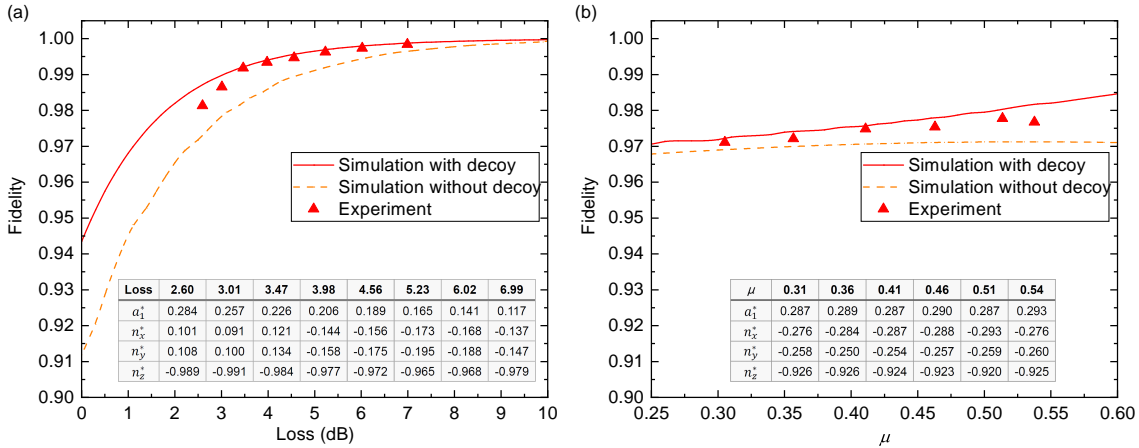 (a)
1.00
0.99
0.98
0.97
0.96
0.95
0.94
0.93
0.92
0.91
0.90
Fidelity
Simulation with decoy
Simulation without decoy
Experiment
Loss 2.60 3.01 3.47 3.98 4.56 5.23 6.02 6.99
a₁* 0.284 0.257 0.226 0.206 0.189 0.165 0.141 0.117
nₓ* 0.101 0.091 0.121 -0.144 -0.156 -0.173 -0.168 -0.137
n_y* 0.108 0.100 0.134 -0.158 -0.175 -0.195 -0.188 -0.147
n_z* -0.989 -0.991 -0.984 -0.977 -0.972 -0.965 -0.968 -0.979
0 1 2 3 4 5 6 7 8 9 10
Loss (dB)
(b)
1.00
0.99
0.98
0.97
0.96
0.95
0.94
0.93
0.92
0.91
0.90
Fidelity
Simulation with decoy
Simulation without decoy
Experiment
μ 0.31 0.36 0.41 0.46 0.51 0.54
a₁* 0.287 0.289 0.287 0.290 0.287 0.293
nₓ* -0.276 -0.284 -0.287 -0.288 -0.293 -0.276
n_y* -0.258 -0.250 -0.254 -0.257 -0.259 -0.260
n_z* -0.926 -0.926 -0.924 -0.923 -0.920 -0.925
0.25 0.30 0.35 0.40 0.45 0.50 0.55 0.60
μ